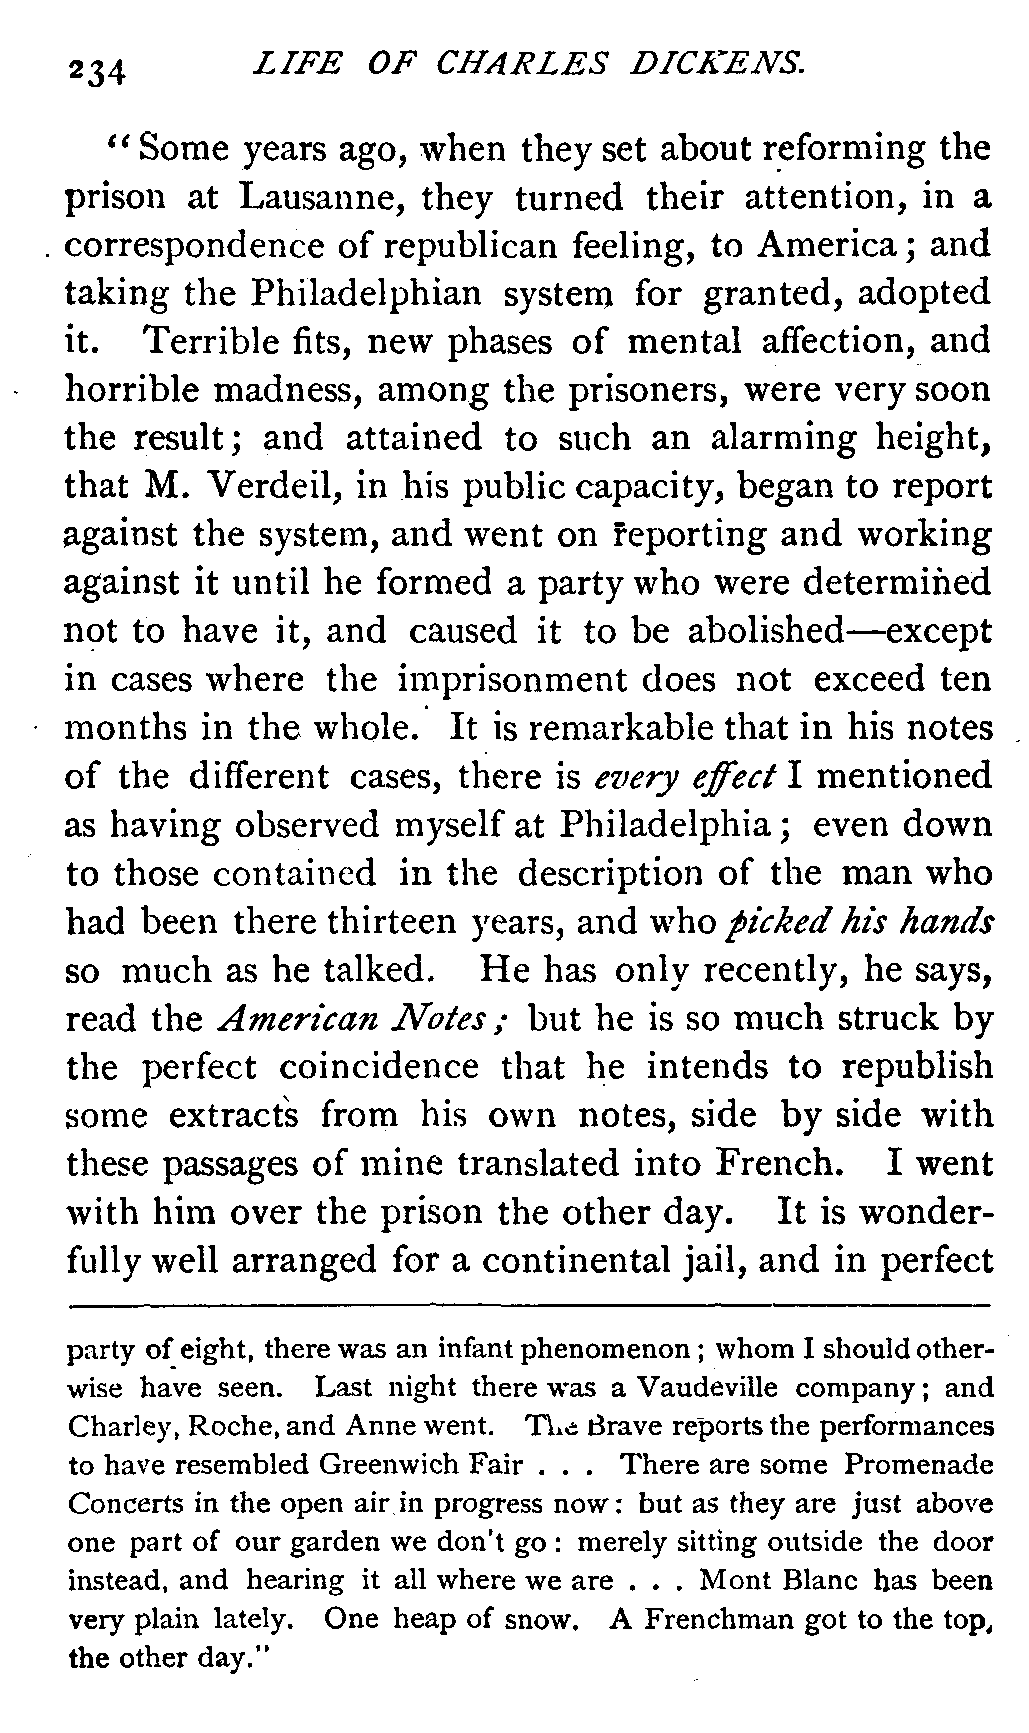 234 LIFE OF CHARLES DICKENS.
“Some years ago, when they set about reforming the
prison at Lausanne, they turned their attention, in a
correspondence of republican feeling, to America; and
taking the Philadelphian system for granted, adopted
it. Terrible fits, new phases of mental affection, and
horrible madness, among the prisoners, were very soon
the result; and attained to such an alarming height,
that M. Verdeil, in his public capacity, began to report
against the system, and went on reporting and working
against it until he formed a party who were determined
not to have it, and caused it to be abolished—except
in cases where the imprisonment does not exceed ten
months in the whole. It is remarkable that in his notes
of the different cases, there is every effect I mentioned
as having observed myself at Philadelphia; even down
to those contained in the description of the man who
had been there thirteen years, and who picked his hands
so much as he talked. He has only recently, he says,
read the American Notes; but he is so much struck by
the perfect coincidence that he intends to republish
some extracts from his own notes, side by side with
these passages of mine translated into French. I went
with him over the prison the other day. It is wonder-
fully well arranged for a continental jail, and in perfect
party of eight, there was an infant phenomenon; whom I should other-
wise have seen. Last night there was a Vaudeville company; and
Charley, Roche, and Anne went. The Brave reports the performances
to have resembled Greenwich Fair . . . There are some Promenade
Concerts in the open air in progress now: but as they are just above
one part of our garden we don't go: merely sitting outside the door
instead, and hearing it all where we are . . . Mont Blanc has been
very plain lately. One heap of snow. A Frenchman got to the top,
the other day."